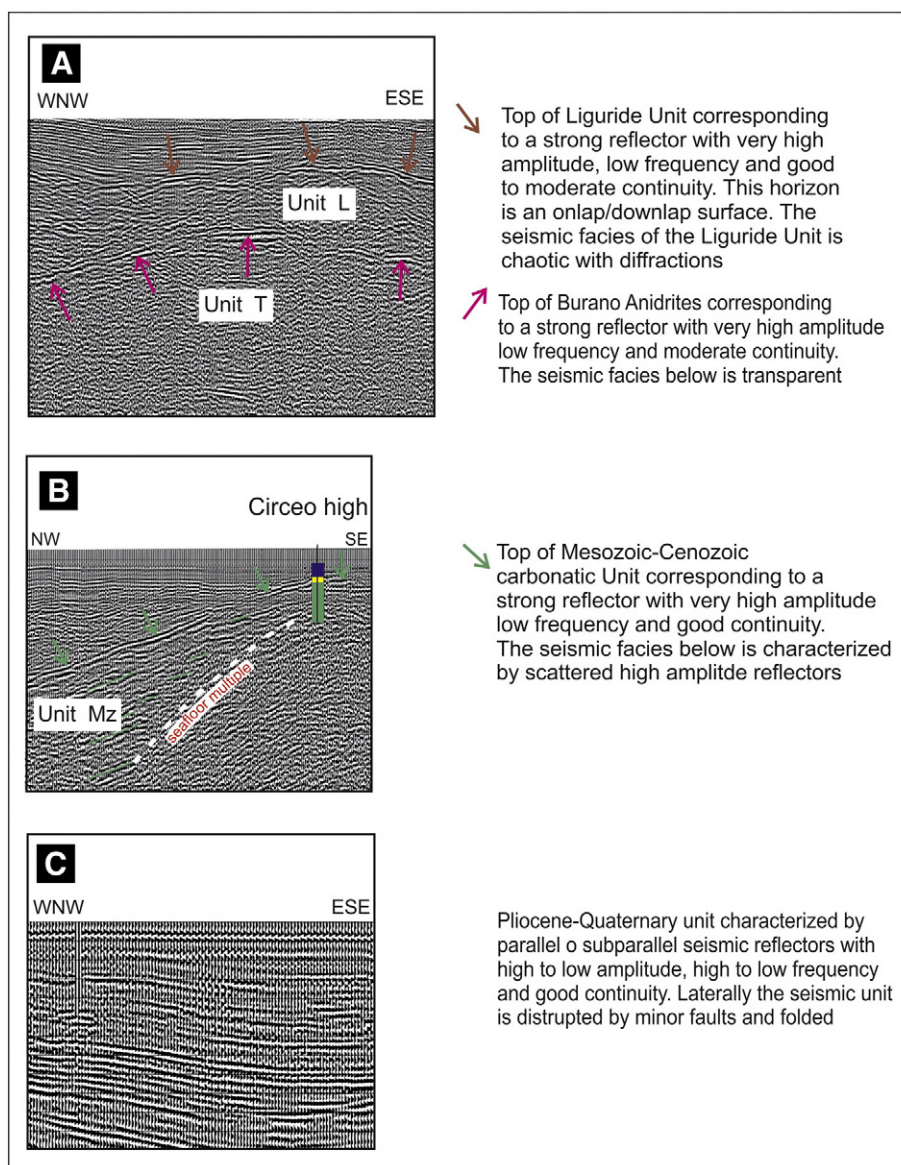 A
WNW
ESE
Unit L
Unit T
Top of Liguride Unit corresponding
to a strong reflector with very high
amplitude, low frequency and good
to moderate continuity. This horizon
is an onlap/downlap surface. The
seismic facies of the Liguride Unit is
chaotic with diffractions
Top of Burano Anidrites corresponding
to a strong reflector with very high amplitude
low frequency and moderate continuity.
The seismic facies below is transparent
B
Circeo high
NW
SE
Unit Mz
seafloor multiple
Top of Mesozoic-Cenozoic
carbonatic Unit corresponding to a
strong reflector with very high amplitude
low frequency and good continuity.
The seismic facies below is characterized
by scattered high amplitde reflectors
C
WNW
ESE
Pliocene-Quaternary unit characterized by
parallel o subparallel seismic reflectors with
high to low amplitude, high to low frequency
and good continuity. Laterally the seismic unit
is distrupted by minor faults and folded